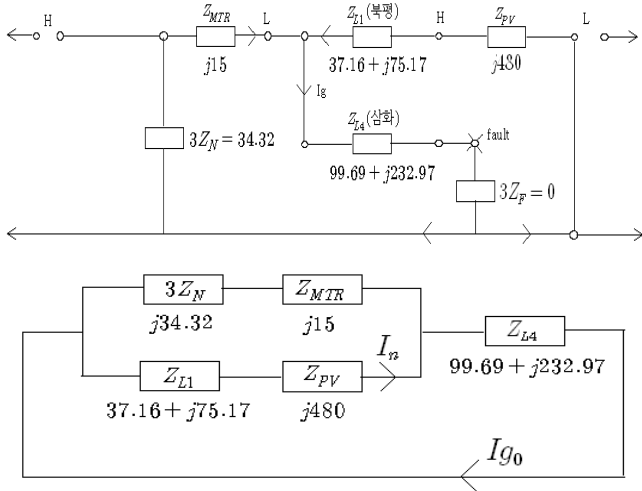 H
Z_MTR
L
Z_L1(북평)
H
Z_PV
L
j15
37.16+j75.17
j480
Ig
Z_L4(삼화)
fault
3Z_N=34.32
99.69+j232.97
3Z_F=0
3Z_N
Z_MTR
j34.32
j15
I_n
Z_L4
Z_L1
Z_PV
99.69+j232.97
37.16+j75.17
j480
Ig_0